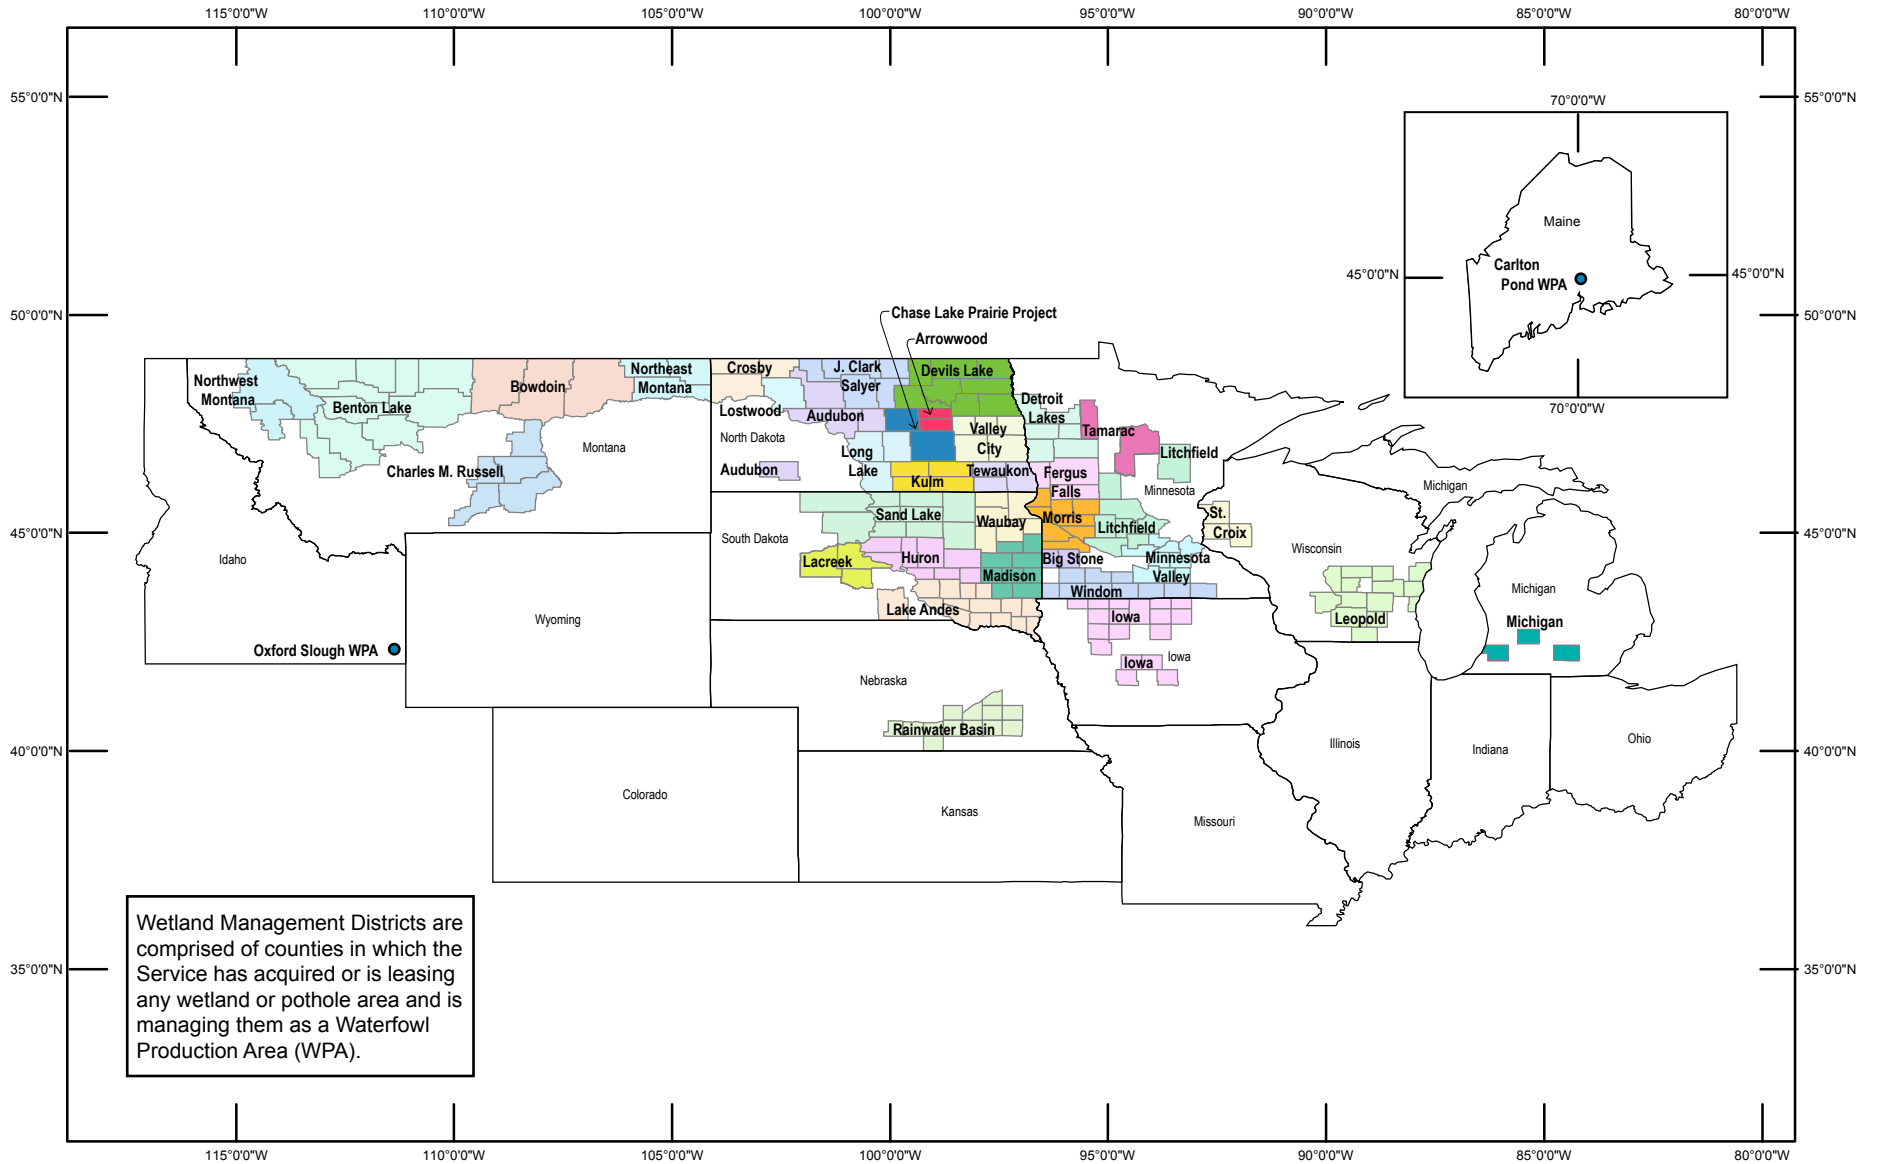 115°0'0"W
110°0'0"W
105°0'0"W
100°0'0"W
95°0'0"W
90°0'0"W
85°0'0"W
80°0'0"W
55°0'0"N
55°0'0"N
70°0'0"W
Maine
Carlton
Pond WPA
45°0'0"N
45°0'0"N
70°0'0"W
50°0'0"N
50°0'0"N
Chase Lake Prairie Project
Arrowwood
Northwest
Montana
Benton Lake
Bowdoin
Northeast
Montana
Crosby
J. Clark
Salyer
Devils Lake
Lostwood
Audubon
North Dakota
Valley
City
Detroit
Lakes
Tamarac
Litchfield
Montana
Charles M. Russell
Audubon
Long
Lake
Kulm
Tewaukon
Fergus
Falls
Minnesota
Michigan
Sand Lake
Waubay
Morris
Litchfield
St.
Croix
45°0'0"N
45°0'0"N
Idaho
South Dakota
Lacreek
Huron
Madison
Big Stone
Minnesota
Valley
Windom
Wisconsin
Michigan
Lake Andes
Iowa
Leopold
Michigan
Wyoming
Oxford Slough WPA
Iowa
Iowa
Nebraska
Rainwater Basin
40°0'0"N
40°0'0"N
Illinois
Indiana
Ohio
Colorado
Kansas
Missouri
Wetland Management Districts are
comprised of counties in which the
Service has acquired or is leasing
any wetland or pothole area and is
managing them as a Waterfowl
Production Area (WPA).
35°0'0"N
35°0'0"N
115°0'0"W
110°0'0"W
105°0'0"W
100°0'0"W
95°0'0"W
90°0'0"W
85°0'0"W
80°0'0"W